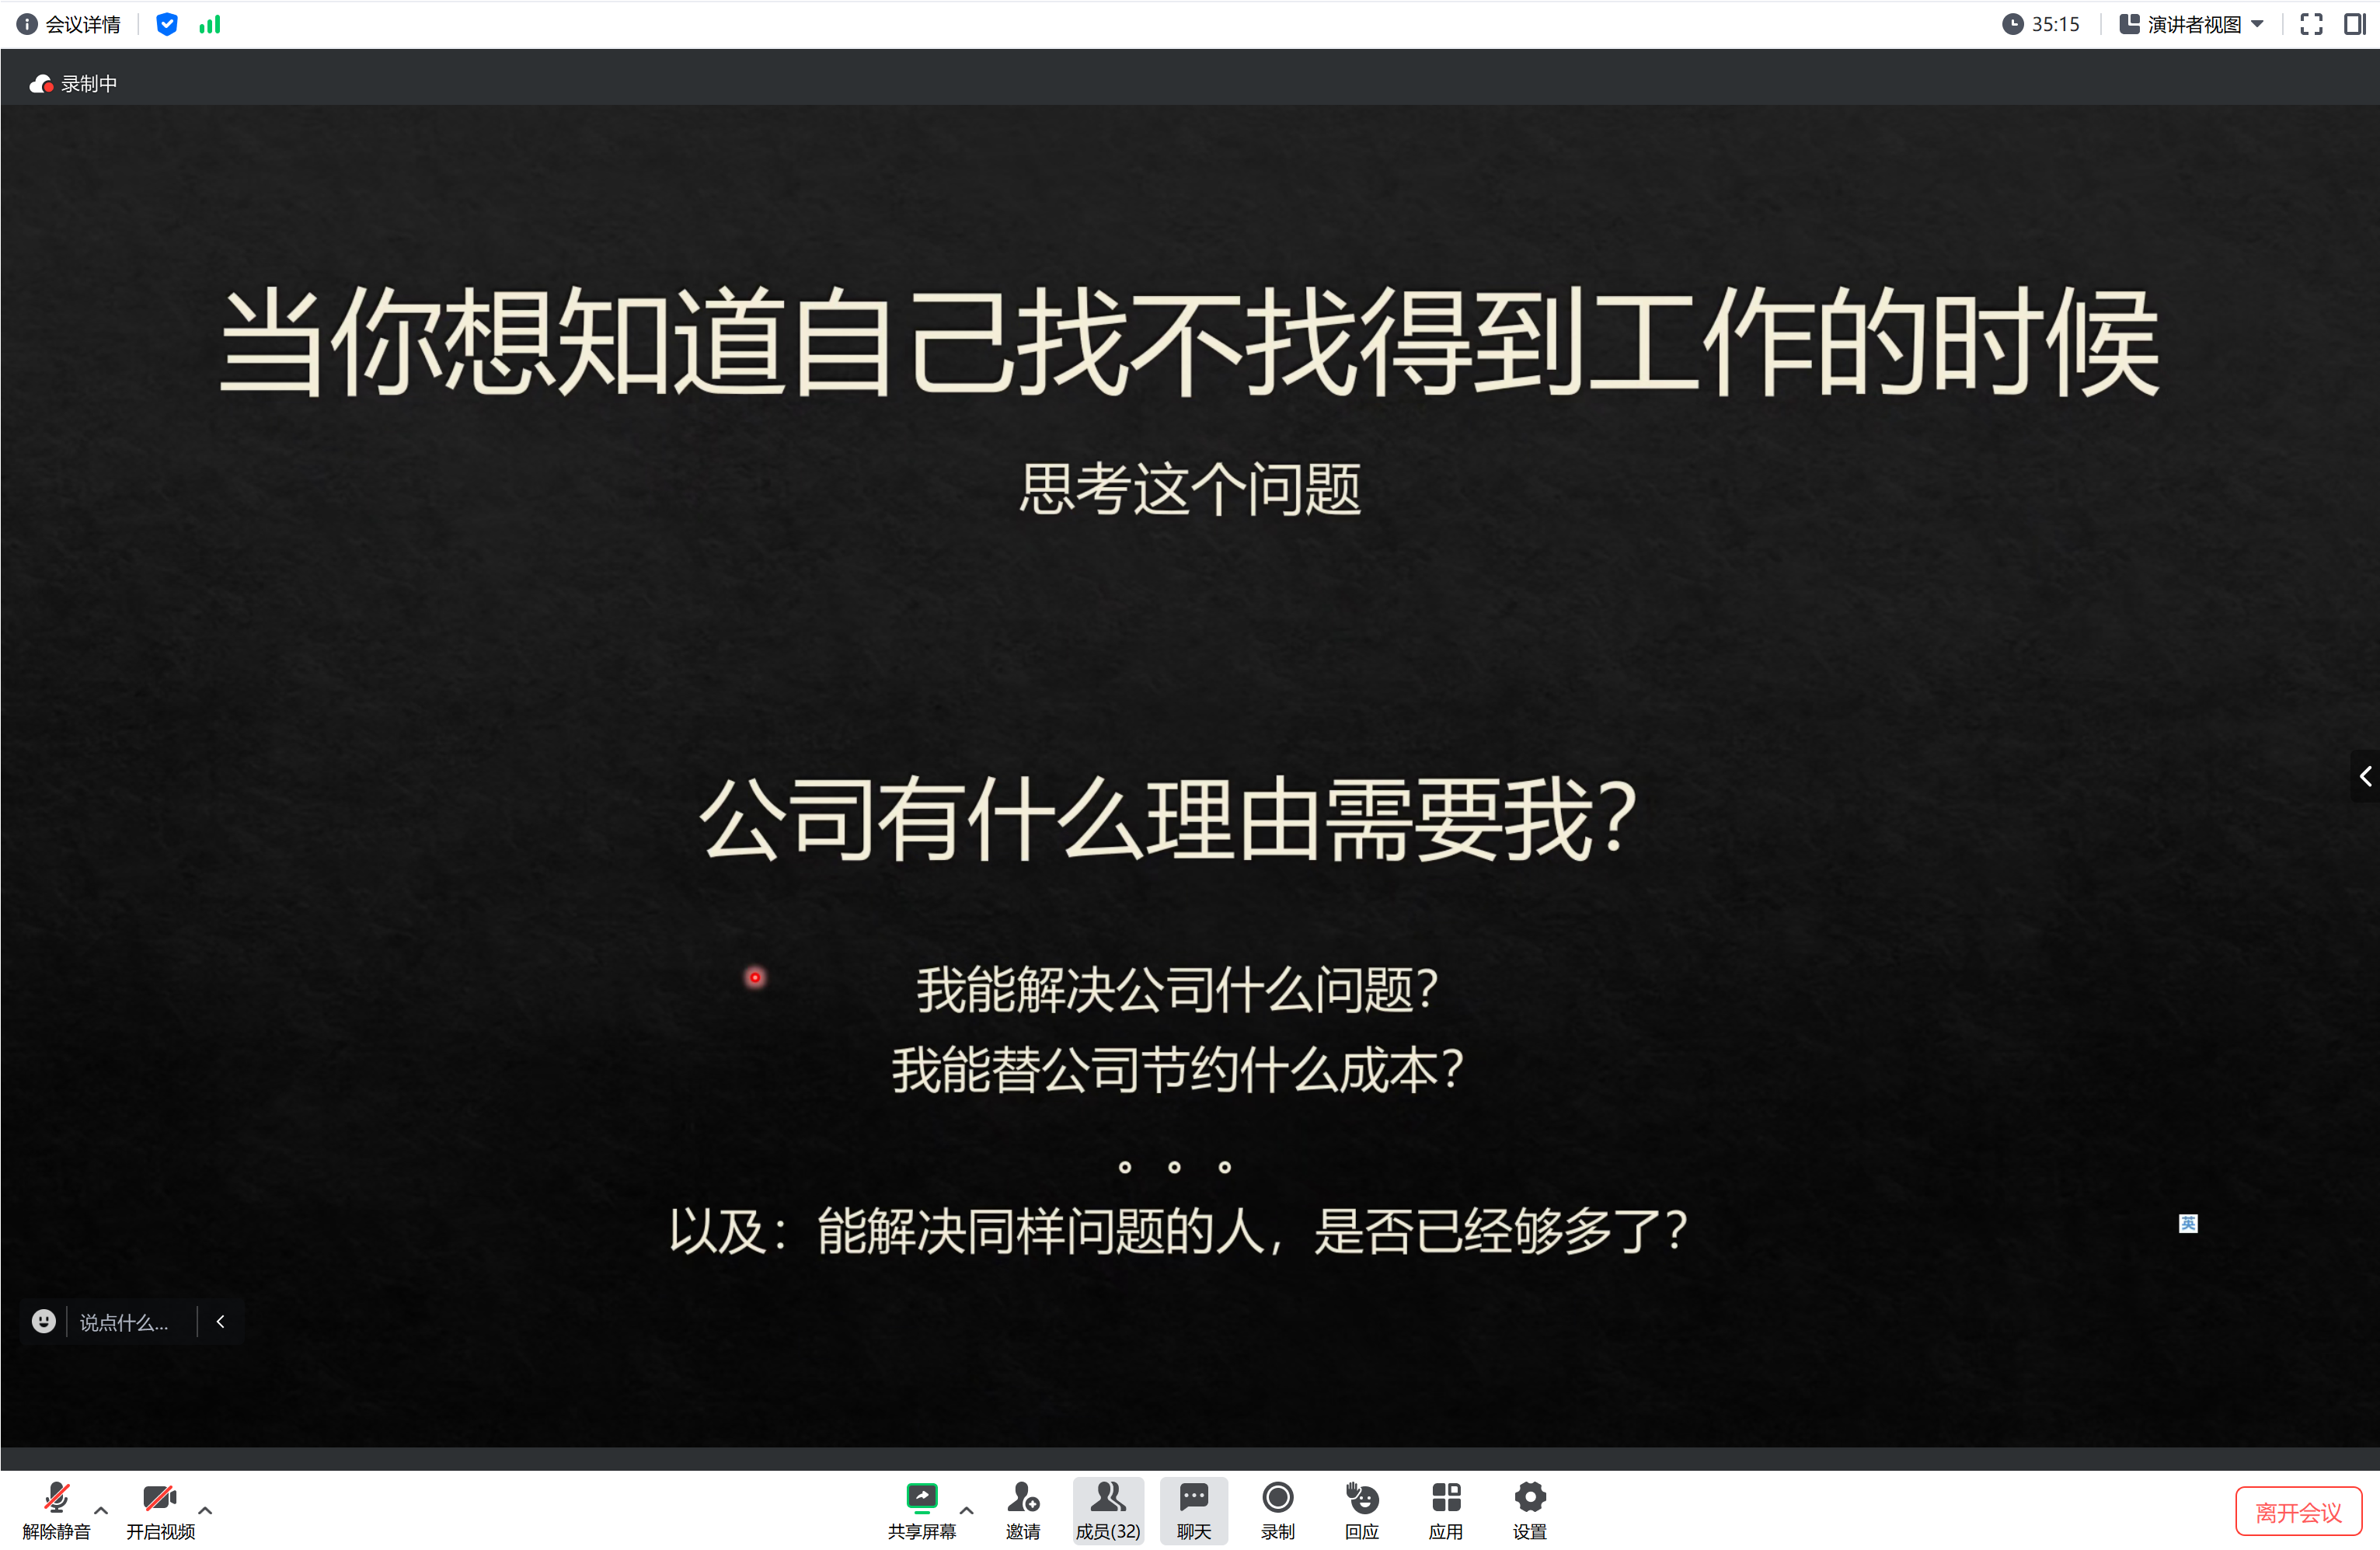 会议详情
35:15
演讲者视图
录制中
当你想知道自己找不找得到工作的时候
思考这个问题
公司有什么理由需要我？
我能解决公司什么问题？
我能替公司节约什么成本？
。。。
以及：能解决同样问题的人，是否已经够多了？
英
说点什么...
解除静音
开启视频
共享屏幕
邀请
成员(32)
聊天
录制
回应
应用
设置
离开会议